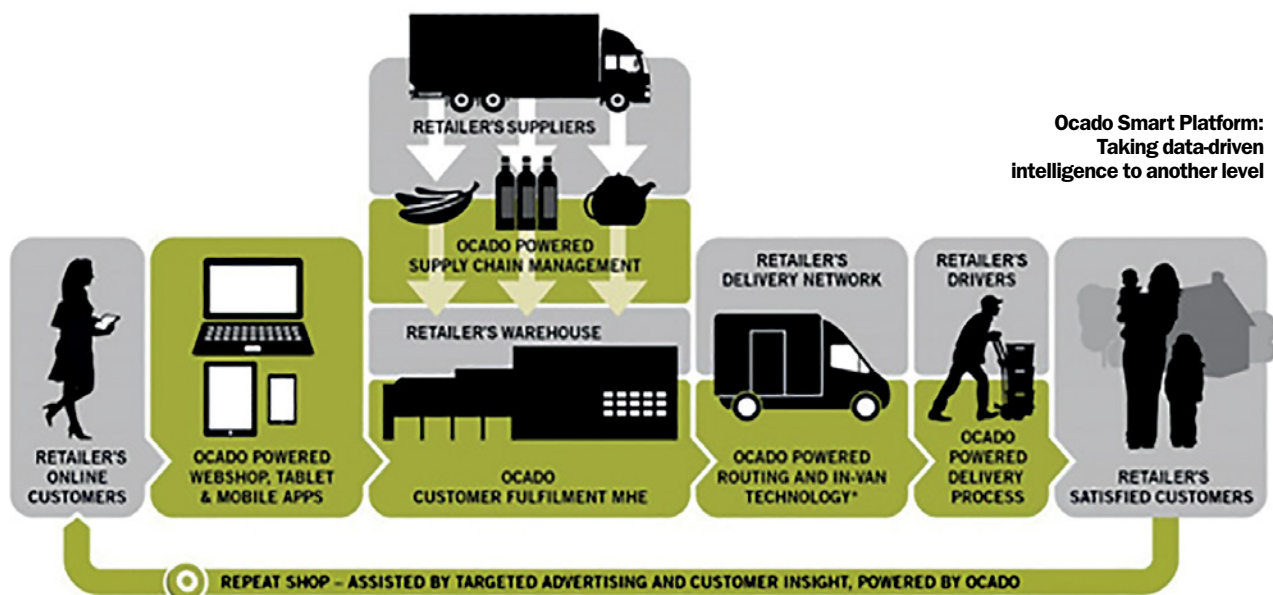 Ocado Smart Platform:
Taking data-driven
intelligence to another level
RETAILER'S SUPPLIERS
OCADO POWERED
SUPPLY CHAIN MANAGEMENT
RETAILER'S WAREHOUSE
RETAILER'S
ONLINE
CUSTOMERS
OCADO POWERED
WEBSHOP, TABLET
& MOBILE APPS
OCADO
CUSTOMER FULFILMENT MHE
RETAILER'S
DELIVERY NETWORK
OCADO POWERED
ROUTING AND IN-VAN
TECHNOLOGY*
RETAILER'S
DRIVERS
OCADO
POWERED
DELIVERY
PROCESS
RETAILER'S
SATISFIED CUSTOMERS
REPEAT SHOP – ASSISTED BY TARGETED ADVERTISING AND CUSTOMER INSIGHT, POWERED BY OCADO